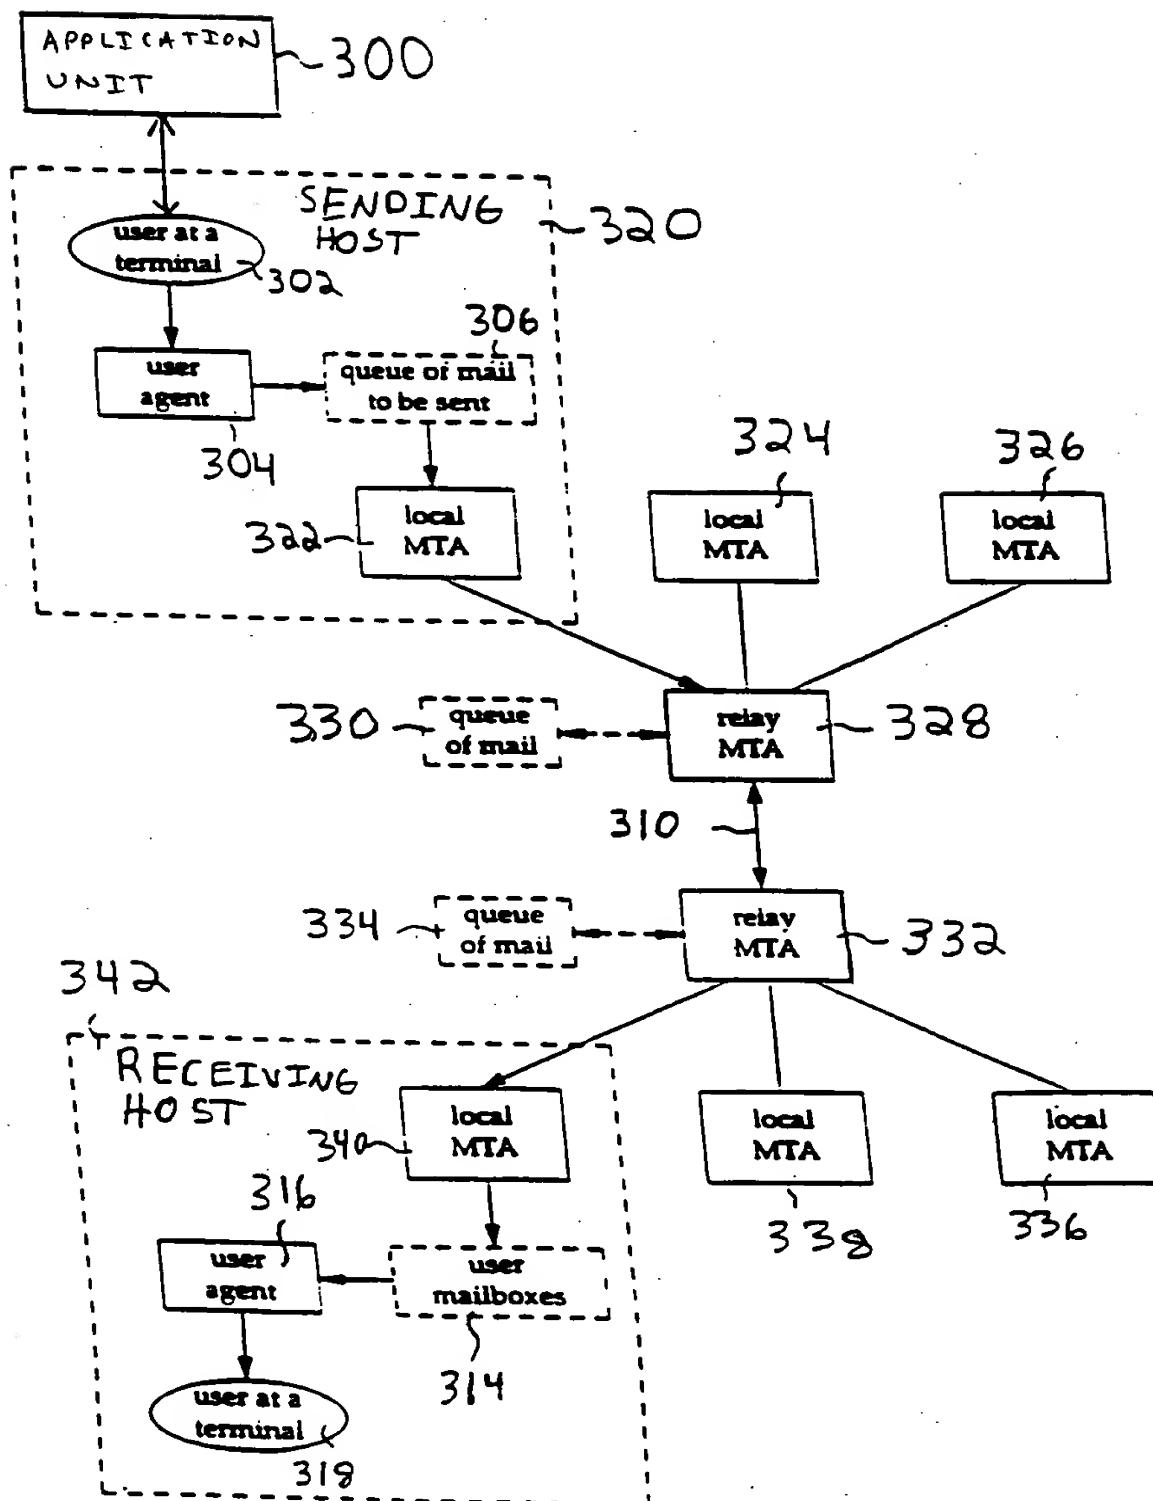 APPLICATION
UNIT
300
SENDING
HOST
320
user at a
terminal
302
306
user
agent
queue of mail
to be sent
304
324
326
322
local
MTA
local
MTA
local
MTA
330
queue
of mail
relay
MTA
328
310
334
queue
of mail
relay
MTA
332
342
RECEIVING
HOST
340
local
MTA
local
MTA
local
MTA
338
336
316
user
agent
user
mailboxes
314
user at a
terminal
318